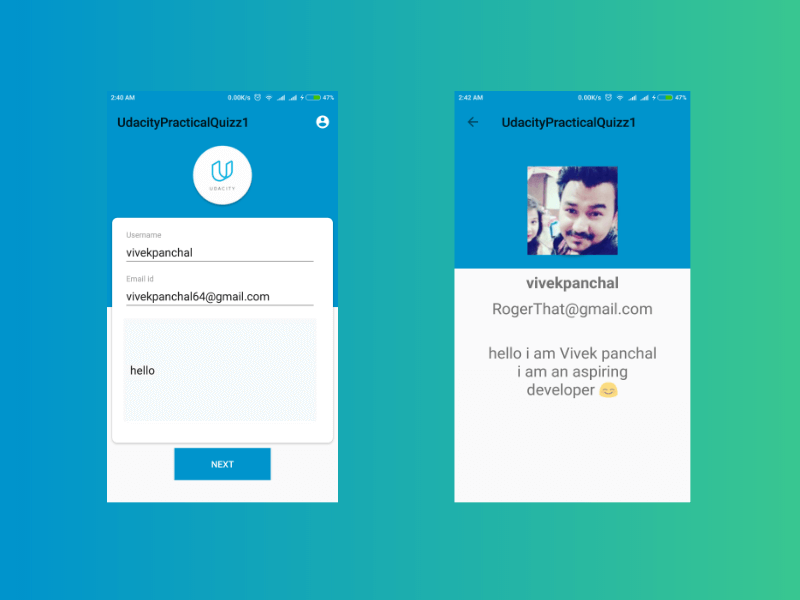 2:40 AM 0.00K/s 47%
UdacityPracticalQuizz1
UDACITY
Username
vivekpanchal
Email Id
vivekpanchal64@gmail.com
hello
NEXT
2:42 AM 0.00K/s 47%
UdacityPracticalQuizz1
vivekpanchal
RogerThat@gmail.com
hello i am Vivek panchal
i am an aspiring
developer 😊